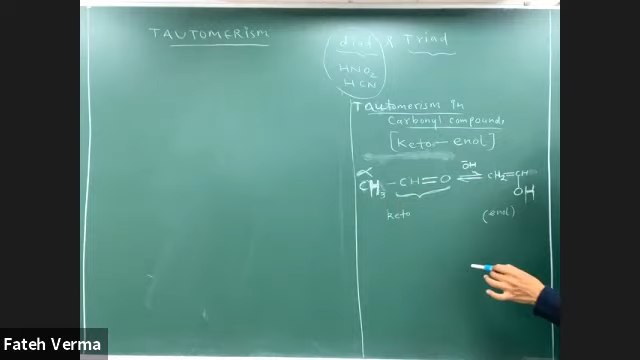 TAUTOMERISM
diad & Triad
HNO2
HCN
TAutomerism in
Carbonyl compounds
[keto-enol]
α
CH3-CH=O ⇌ CH2=CH
OH
OH
keto
(enol)
Fateh Verma